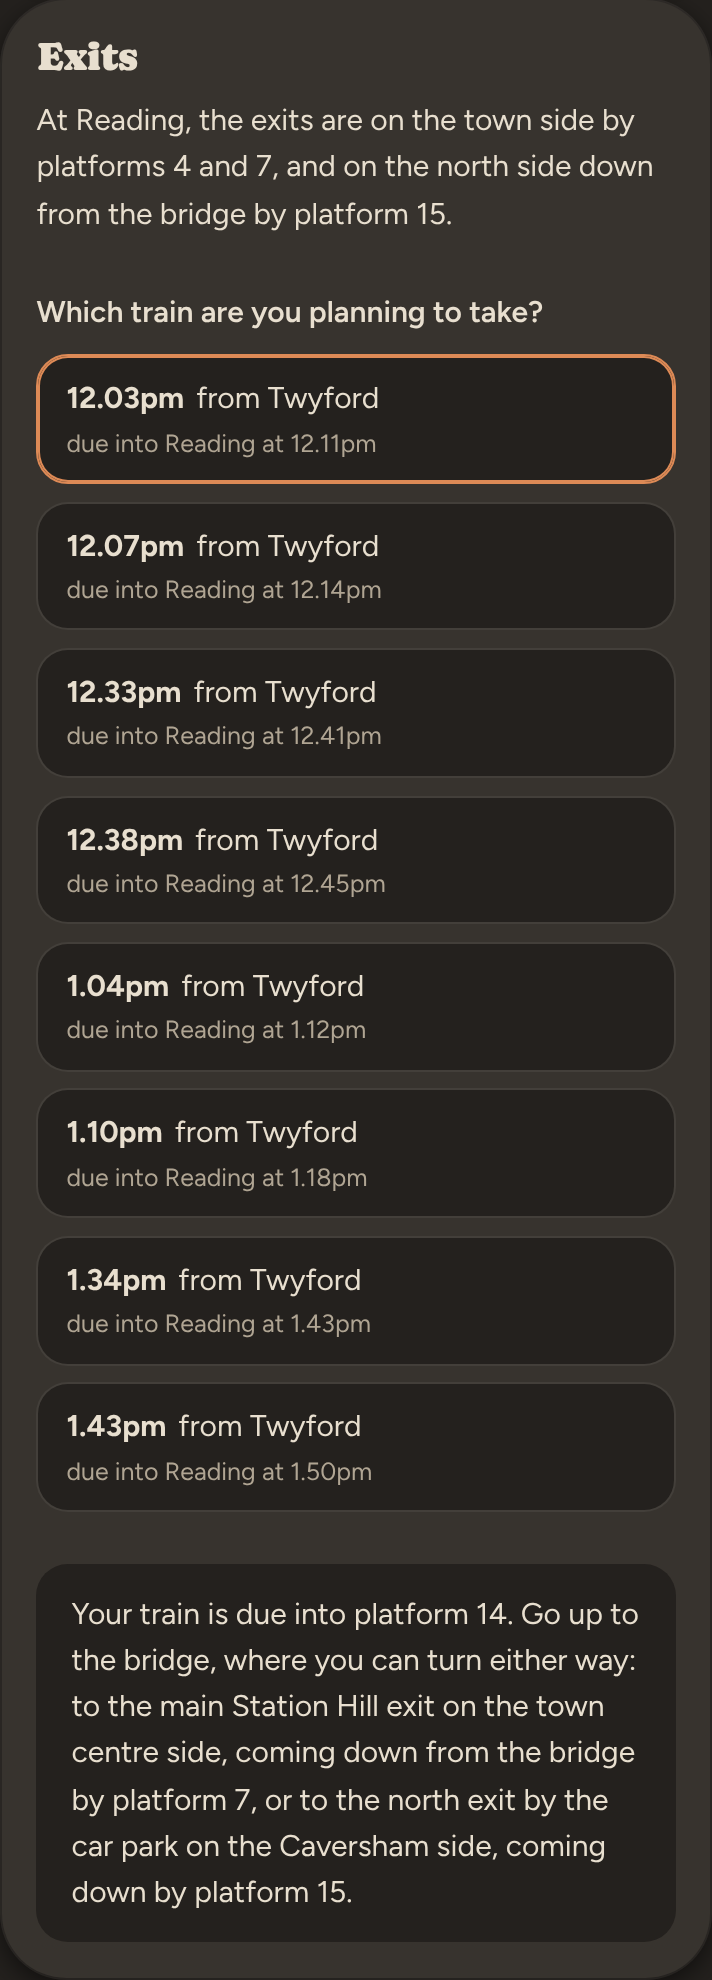 Exits
At Reading, the exits are on the town side by
platforms 4 and 7, and on the north side down
from the bridge by platform 15.
Which train are you planning to take?
12.03pm from Twyford
due into Reading at 12.11pm
12.07pm from Twyford
due into Reading at 12.14pm
12.33pm from Twyford
due into Reading at 12.41pm
12.38pm from Twyford
due into Reading at 12.45pm
1.04pm from Twyford
due into Reading at 1.12pm
1.10pm from Twyford
due into Reading at 1.18pm
1.34pm from Twyford
due into Reading at 1.43pm
1.43pm from Twyford
due into Reading at 1.50pm
Your train is due into platform 14. Go up to
the bridge, where you can turn either way:
to the main Station Hill exit on the town
centre side, coming down from the bridge
by platform 7, or to the north exit by the
car park on the Caversham side, coming
down by platform 15.